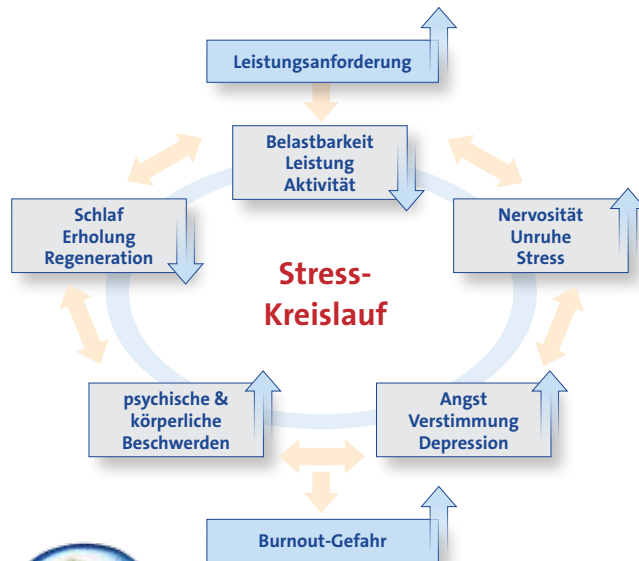 Leistungsanforderung
Belastbarkeit
Leistung
Aktivität
Schlaf
Erholung
Regeneration
Nervosität
Unruhe
Stress
Stress-
Kreislauf
psychische &
körperliche
Beschwerden
Angst
Verstimmung
Depression
Burnout-Gefahr